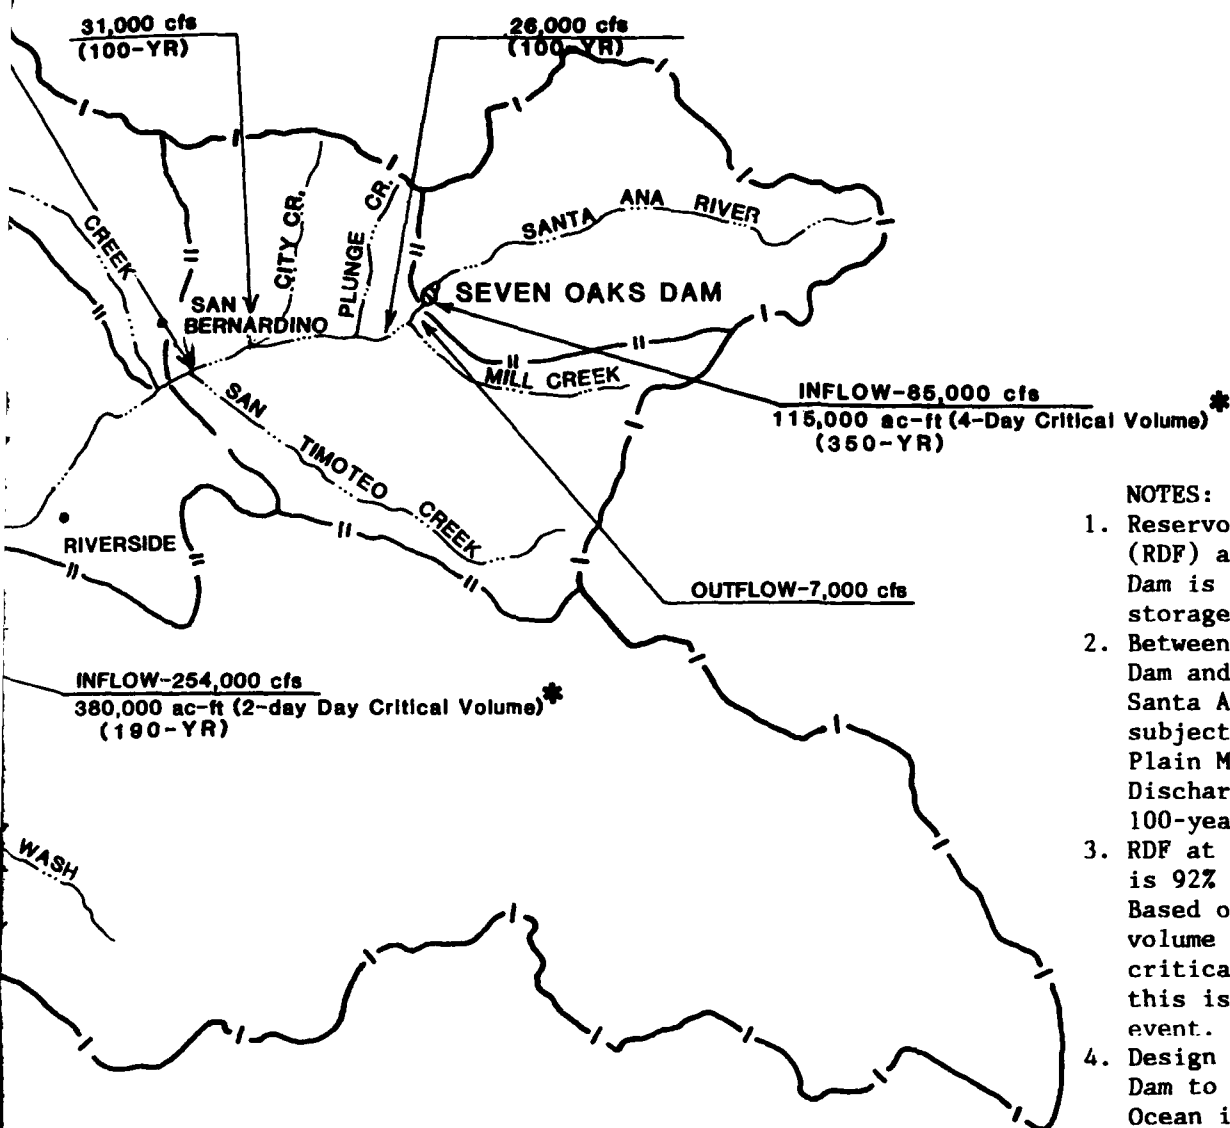 31,000 cfs
(100-YR)
26,000 cfs
(100-YR)
CREEK
CITY CR.
PLUNGE CR.
SANTA ANA RIVER
SAN
BERNARDINO
SEVEN OAKS DAM
MILL CREEK
INFLOW-85,000 cfs
115,000 ac-ft (4-Day Critical Volume)*
(350-YR)
SAN TIMOTEO CREEK
RIVERSIDE
OUTFLOW-7,000 cfs
INFLOW-254,000 cfs
380,000 ac-ft (2-day Day Critical Volume)*
(190-YR)
WASH
NOTES:
1. Reservo
(RDF) a
Dam is
storage
2. Between
Dam and
Santa A
subject
Plain M
Dischar
100-yea
3. RDF at
is 92%
Based o
volume
critica
this is
event.
4. Design
Dam to
Ocean i